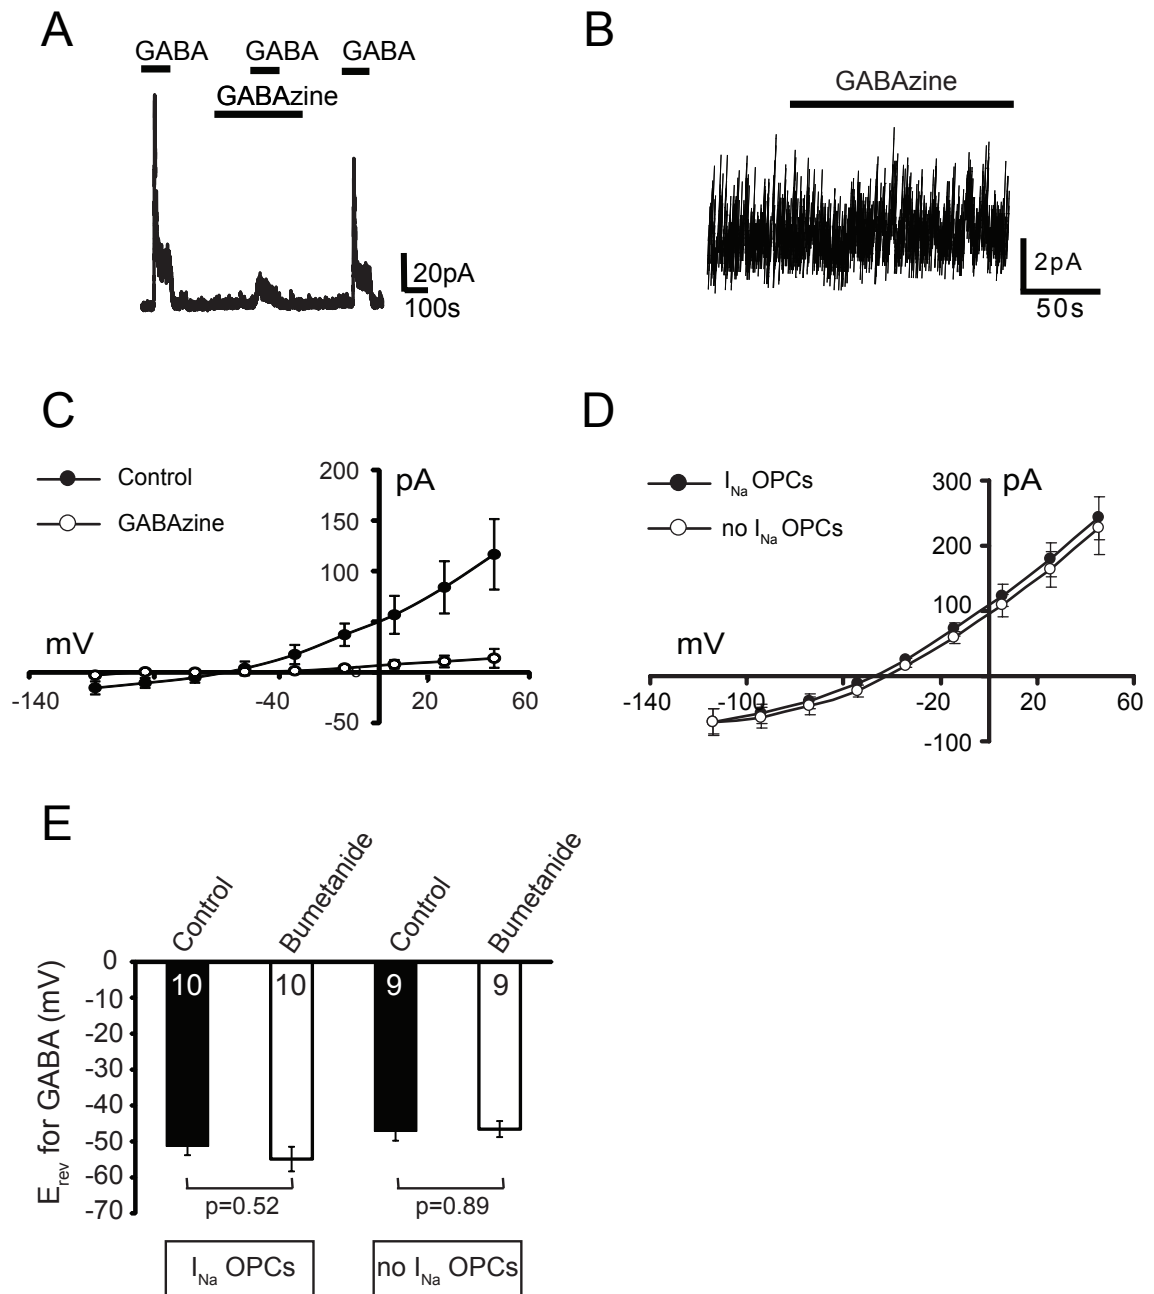 A
GABA GABA GABA
GABAzine
20pA
100s
B
GABAzine
2pA
50s
C
Control
GABAzine
200
pA
150
100
mV
0
-140 -40 20 60
-50
D
I_Na OPCs
no I_Na OPCs
300
pA
200
100
mV
-140 -100 -20 20 60
-100
E
Control Bumetanide Control Bumetanide
E_rev for GABA (mV)
0
10 10 9 9
-10
-20
-30
-40
-50
-60
-70
p=0.52 p=0.89
I_Na OPCs no I_Na OPCs